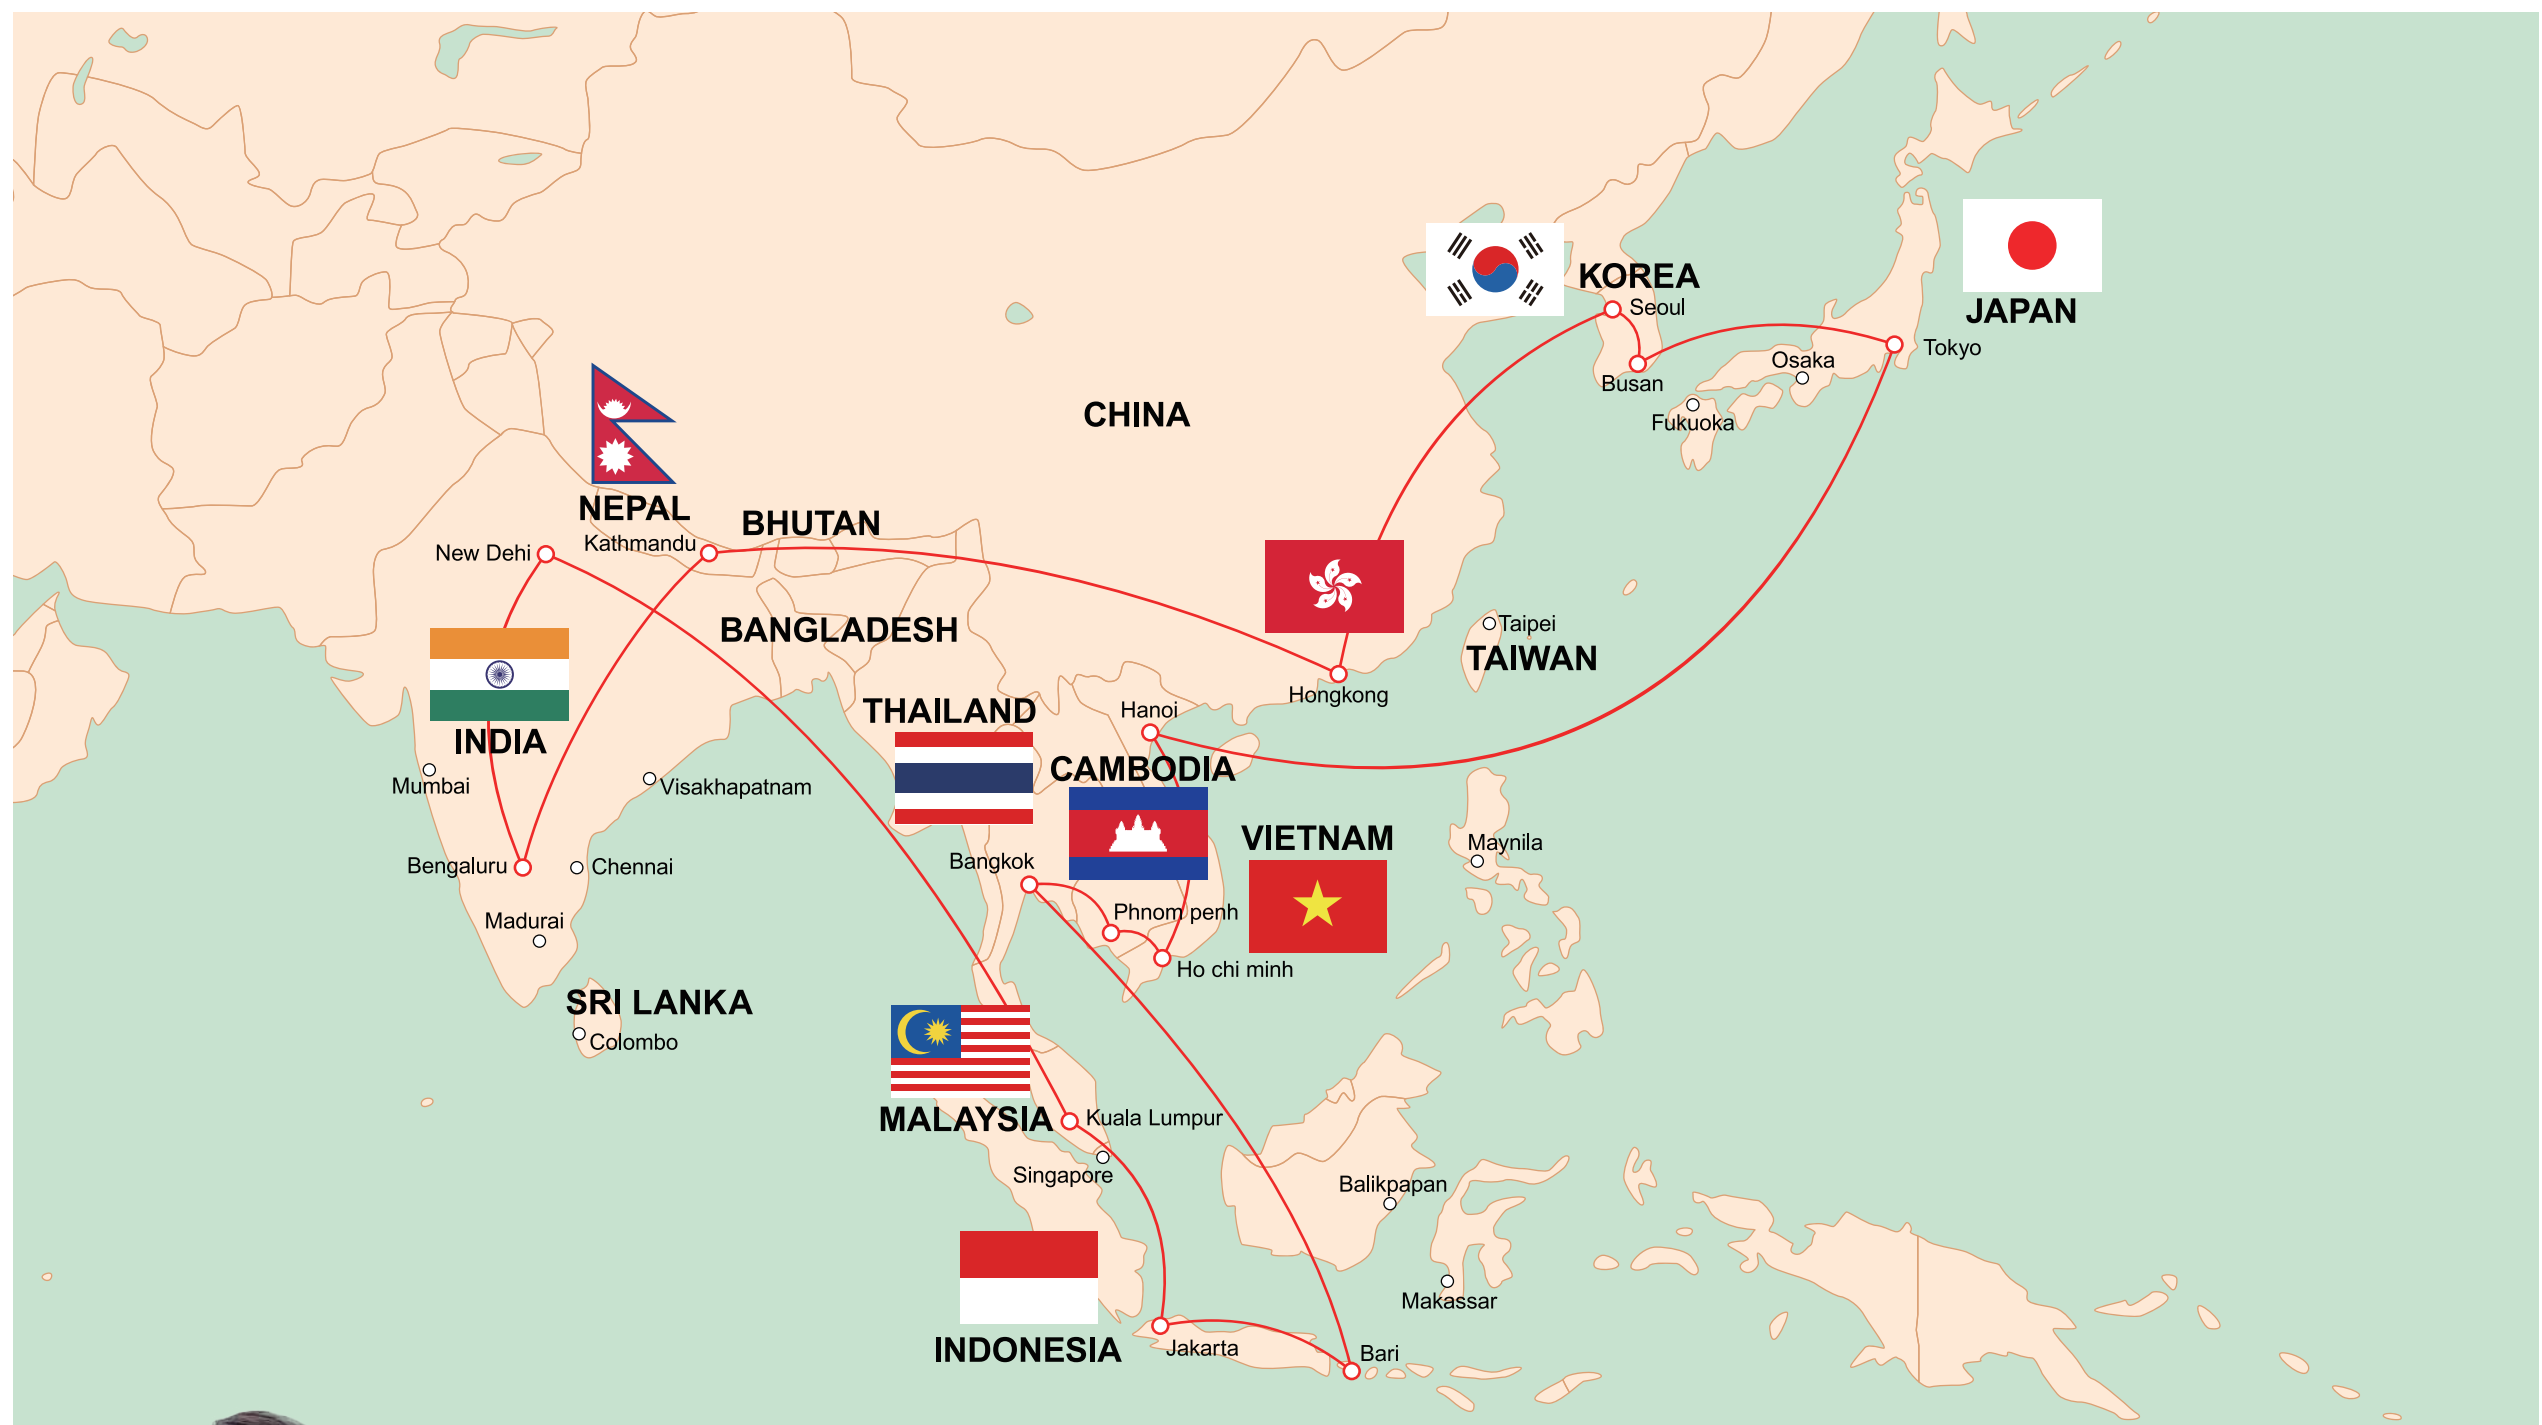 KOREA
Seoul
JAPAN
Tokyo
Osaka
Busan
CHINA
Fukuoka
NEPAL
BHUTAN
Kathmandu
New Dehi
Taipei
BANGLADESH
TAIWAN
Hongkong
THAILAND
Hanoi
INDIA
CAMBODIA
Mumbai
Visakhapatnam
VIETNAM
Maynila
Bangkok
Bengaluru
Chennai
Phnom penh
Madurai
Ho chi minh
SRI LANKA
Colombo
MALAYSIA
Kuala Lumpur
Singapore
Balikpapan
Makassar
INDONESIA
Jakarta
Bari